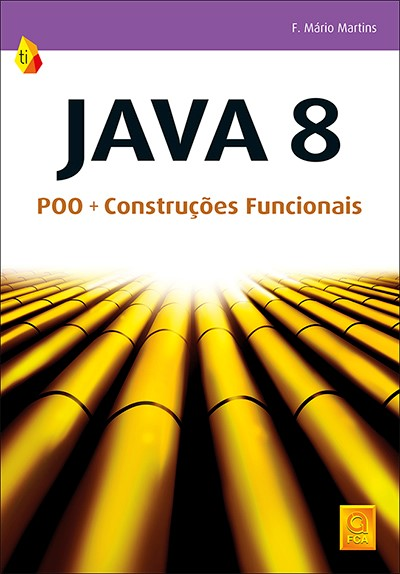 F. Mário Martins
ti
JAVA 8
POO + Construções Funcionais
FCA